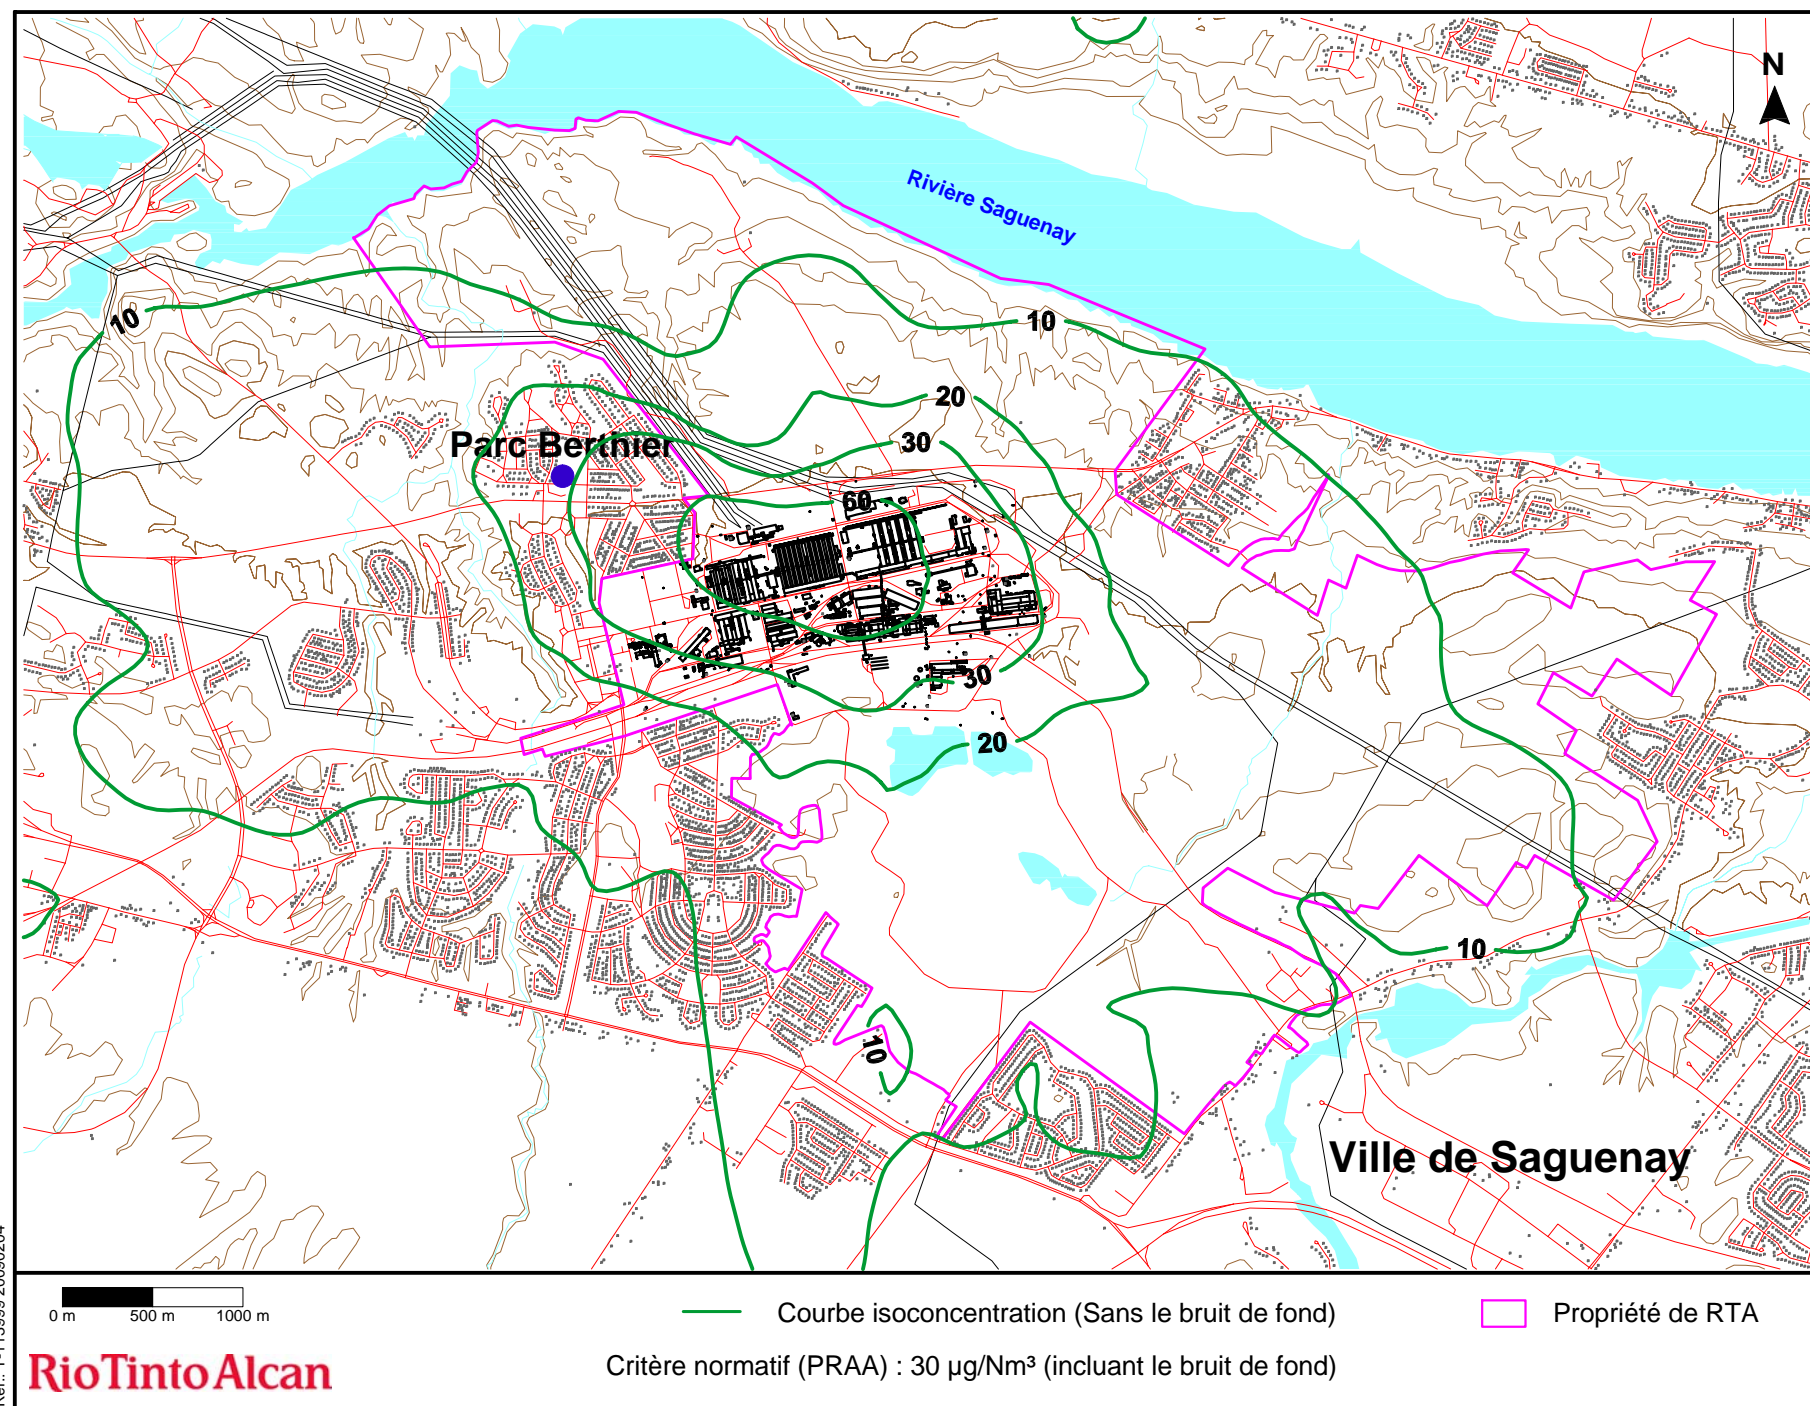 N
Rivière Saguenay
10
10
20
Parc Berthier
30
60
30
20
10
10
Ville de Saguenay
0 m 500 m 1000 m
Courbe isoconcentration (Sans le bruit de fond)
Propriété de RTA
Critère normatif (PRAA) : 30 µg/Nm³ (incluant le bruit de fond)
RioTintoAlcan